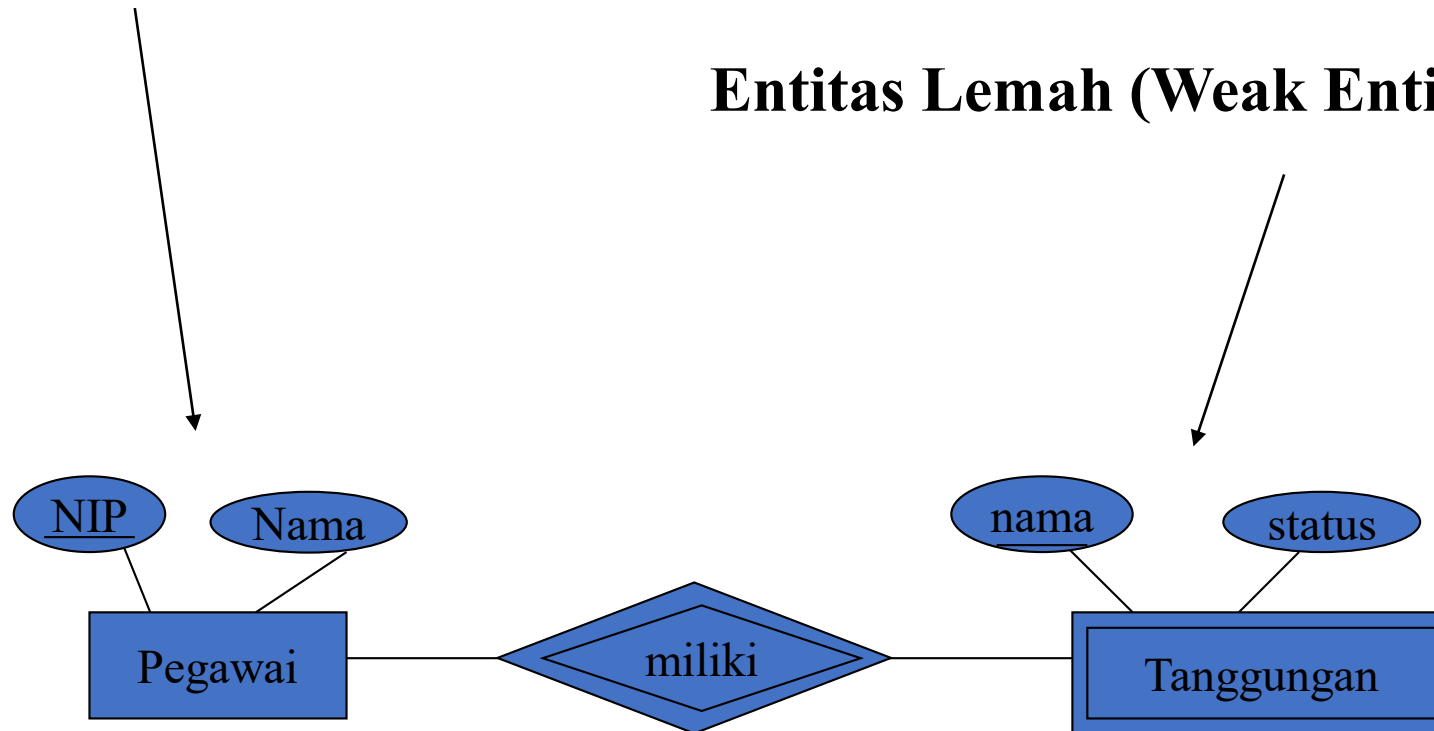 Entitas Lemah (Weak Enti
NIP
Nama
nama
status
Pegawai
miliki
Tanggungan